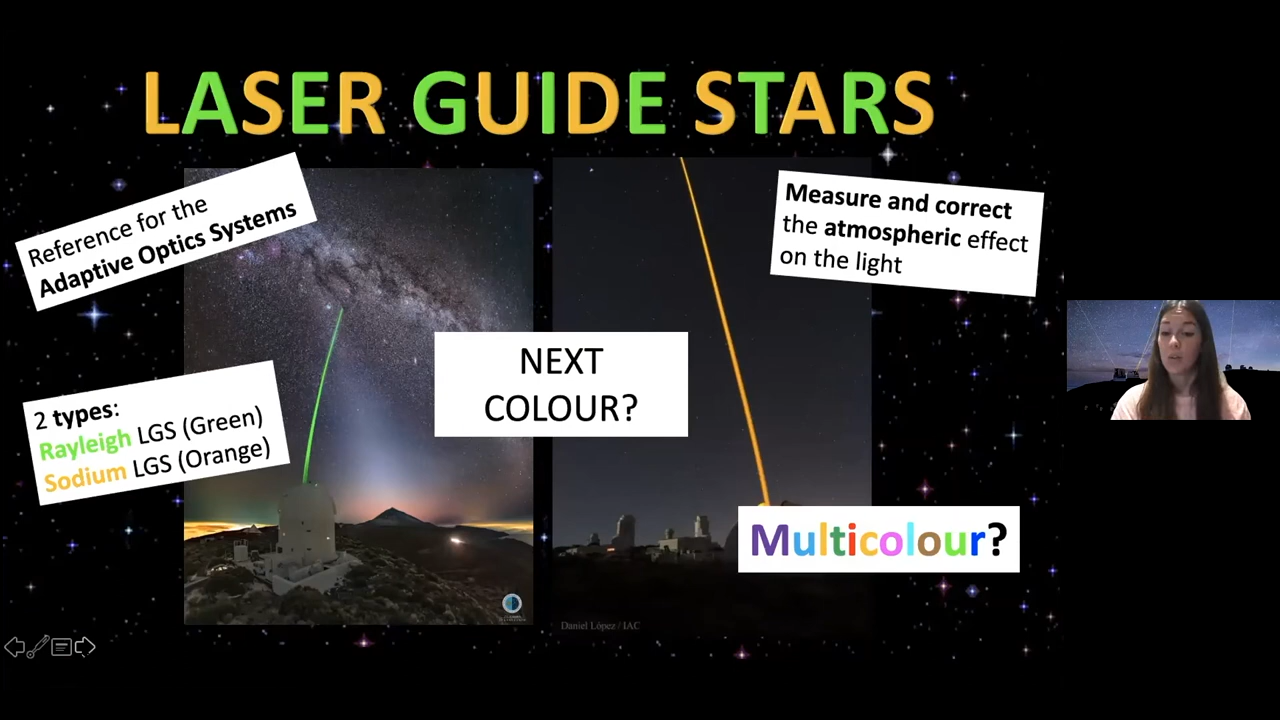 LASER GUIDE STARS
Reference for the
Adaptive Optics Systems
Measure and correct
the atmospheric effect
on the light
NEXT
COLOUR?
2 types:
Rayleigh LGS (Green)
Sodium LGS (Orange)
Multicolour?
Daniel López / IAC